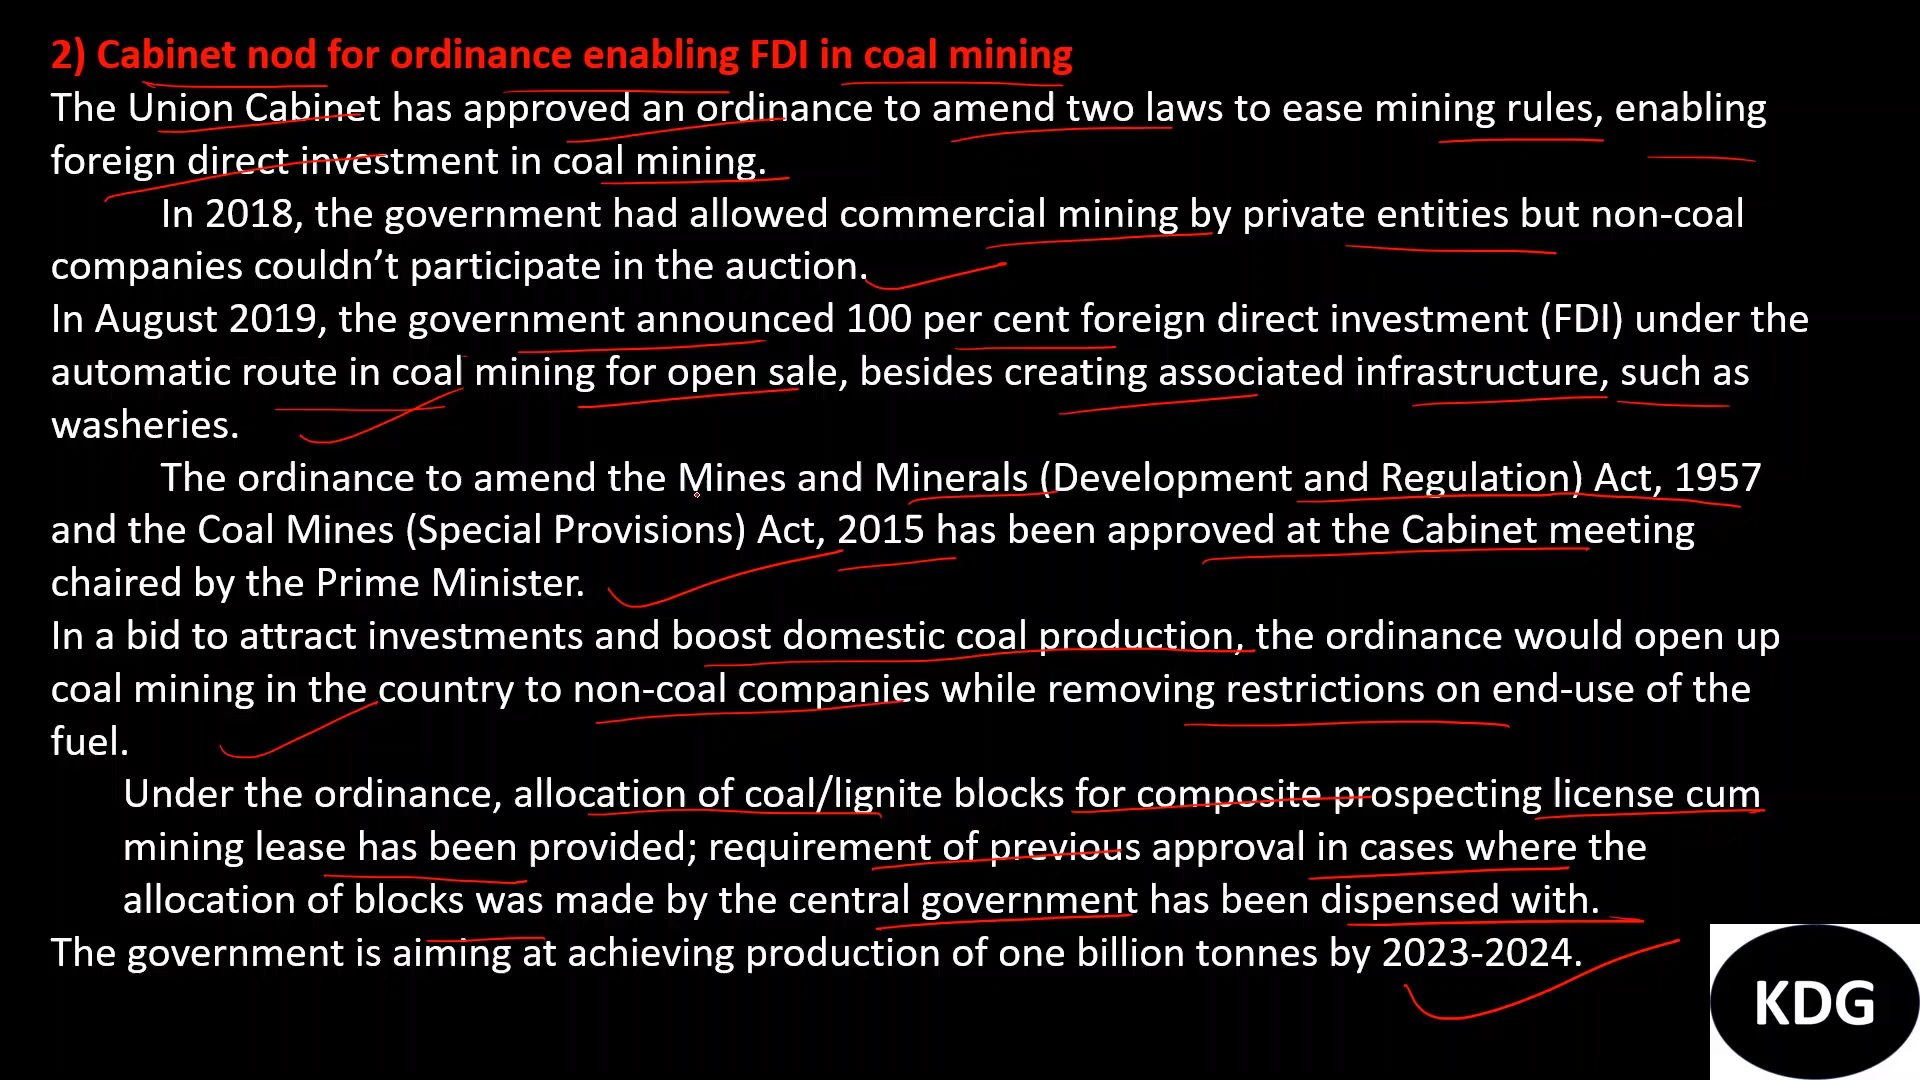 2) Cabinet nod for ordinance enabling FDI in coal mining
The Union Cabinet has approved an ordinance to amend two laws to ease mining rules, enabling
foreign direct investment in coal mining.
In 2018, the government had allowed commercial mining by private entities but non-coal
companies couldn’t participate in the auction.
In August 2019, the government announced 100 per cent foreign direct investment (FDI) under the
automatic route in coal mining for open sale, besides creating associated infrastructure, such as
washeries.
The ordinance to amend the Mines and Minerals (Development and Regulation) Act, 1957
and the Coal Mines (Special Provisions) Act, 2015 has been approved at the Cabinet meeting
chaired by the Prime Minister.
In a bid to attract investments and boost domestic coal production, the ordinance would open up
coal mining in the country to non-coal companies while removing restrictions on end-use of the
fuel.
Under the ordinance, allocation of coal/lignite blocks for composite prospecting license cum
mining lease has been provided; requirement of previous approval in cases where the
allocation of blocks was made by the central government has been dispensed with.
The government is aiming at achieving production of one billion tonnes by 2023-2024.
KDG